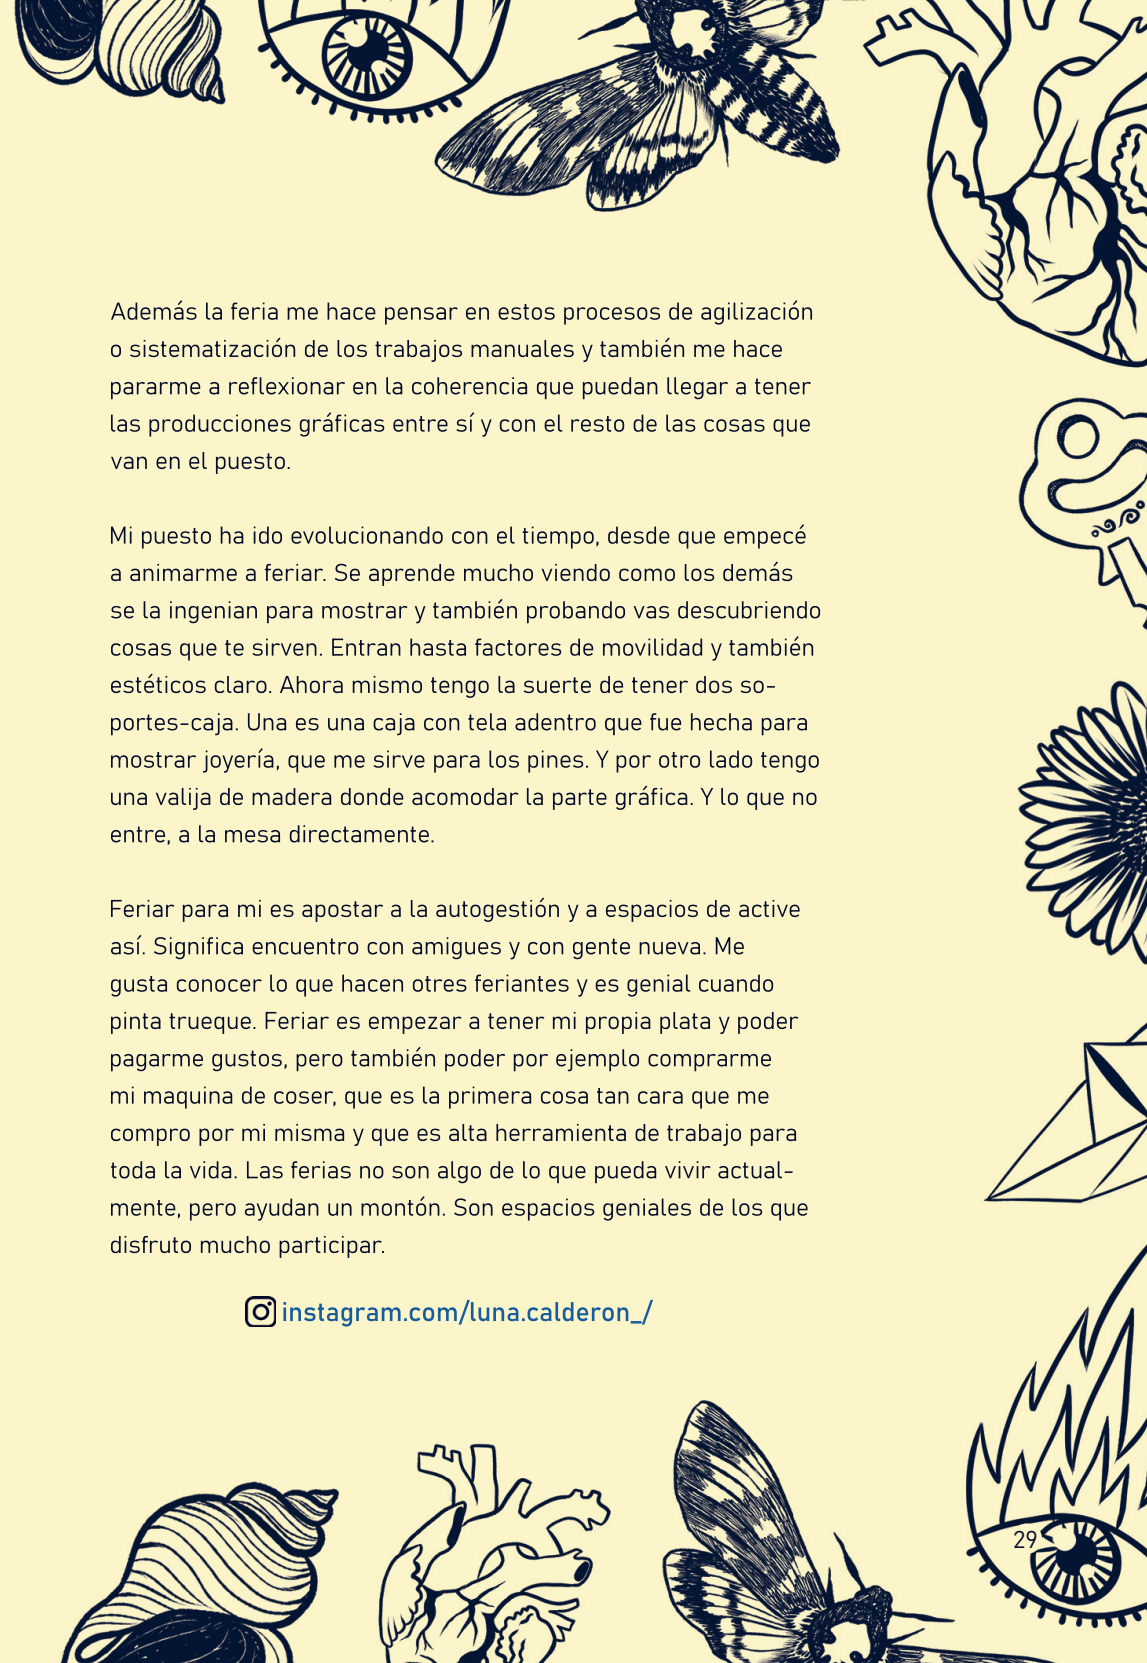 Además la feria me hace pensar en estos procesos de agilización
o sistematización de los trabajos manuales y también me hace
pararme a reflexionar en la coherencia que puedan llegar a tener
las producciones gráficas entre sí y con el resto de las cosas que
van en el puesto.
Mi puesto ha ido evolucionando con el tiempo, desde que empecé
a animarme a feriar. Se aprende mucho viendo como los demás
se la ingenian para mostrar y también probando vas descubriendo
cosas que te sirven. Entran hasta factores de movilidad y también
estéticos claro. Ahora mismo tengo la suerte de tener dos so-
portes-caja. Una es una caja con tela adentro que fue hecha para
mostrar joyería, que me sirve para los pines. Y por otro lado tengo
una valija de madera donde acomodar la parte gráfica. Y lo que no
entre, a la mesa directamente.
Feriar para mi es apostar a la autogestión y a espacios de active
así. Significa encuentro con amigues y con gente nueva. Me
gusta conocer lo que hacen otres feriantes y es genial cuando
pinta trueque. Feriar es empezar a tener mi propia plata y poder
pagarme gustos, pero también poder por ejemplo comprarme
mi maquina de coser, que es la primera cosa tan cara que me
compro por mi misma y que es alta herramienta de trabajo para
toda la vida. Las ferias no son algo de lo que pueda vivir actual-
mente, pero ayudan un montón. Son espacios geniales de los que
disfruto mucho participar.
instagram.com/luna.calderon_/
29